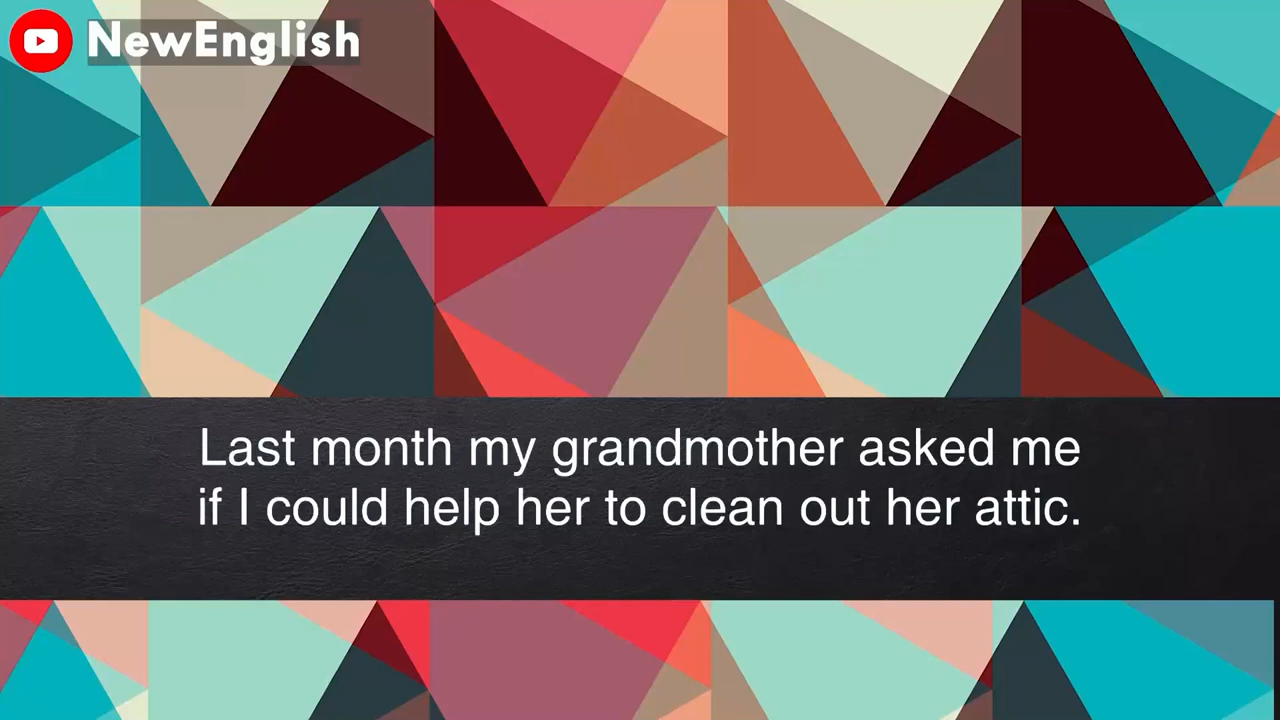 NewEnglish
Last month my grandmother asked me
if I could help her to clean out her attic.